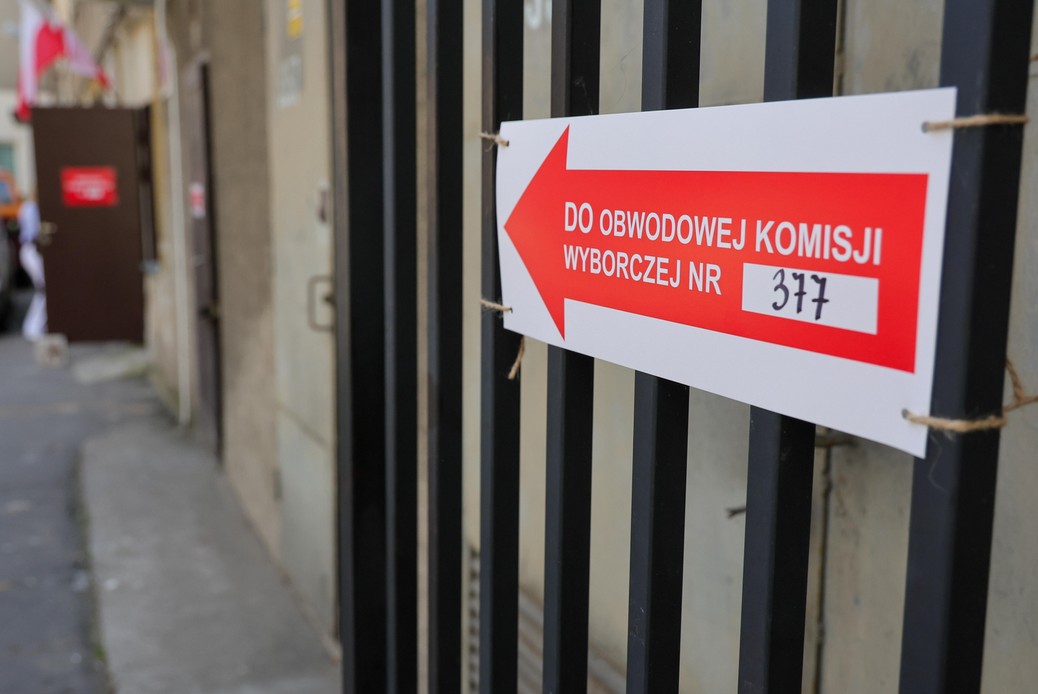 DO OBWODOWEJ KOMISJI
WYBORCZEJ NR 377